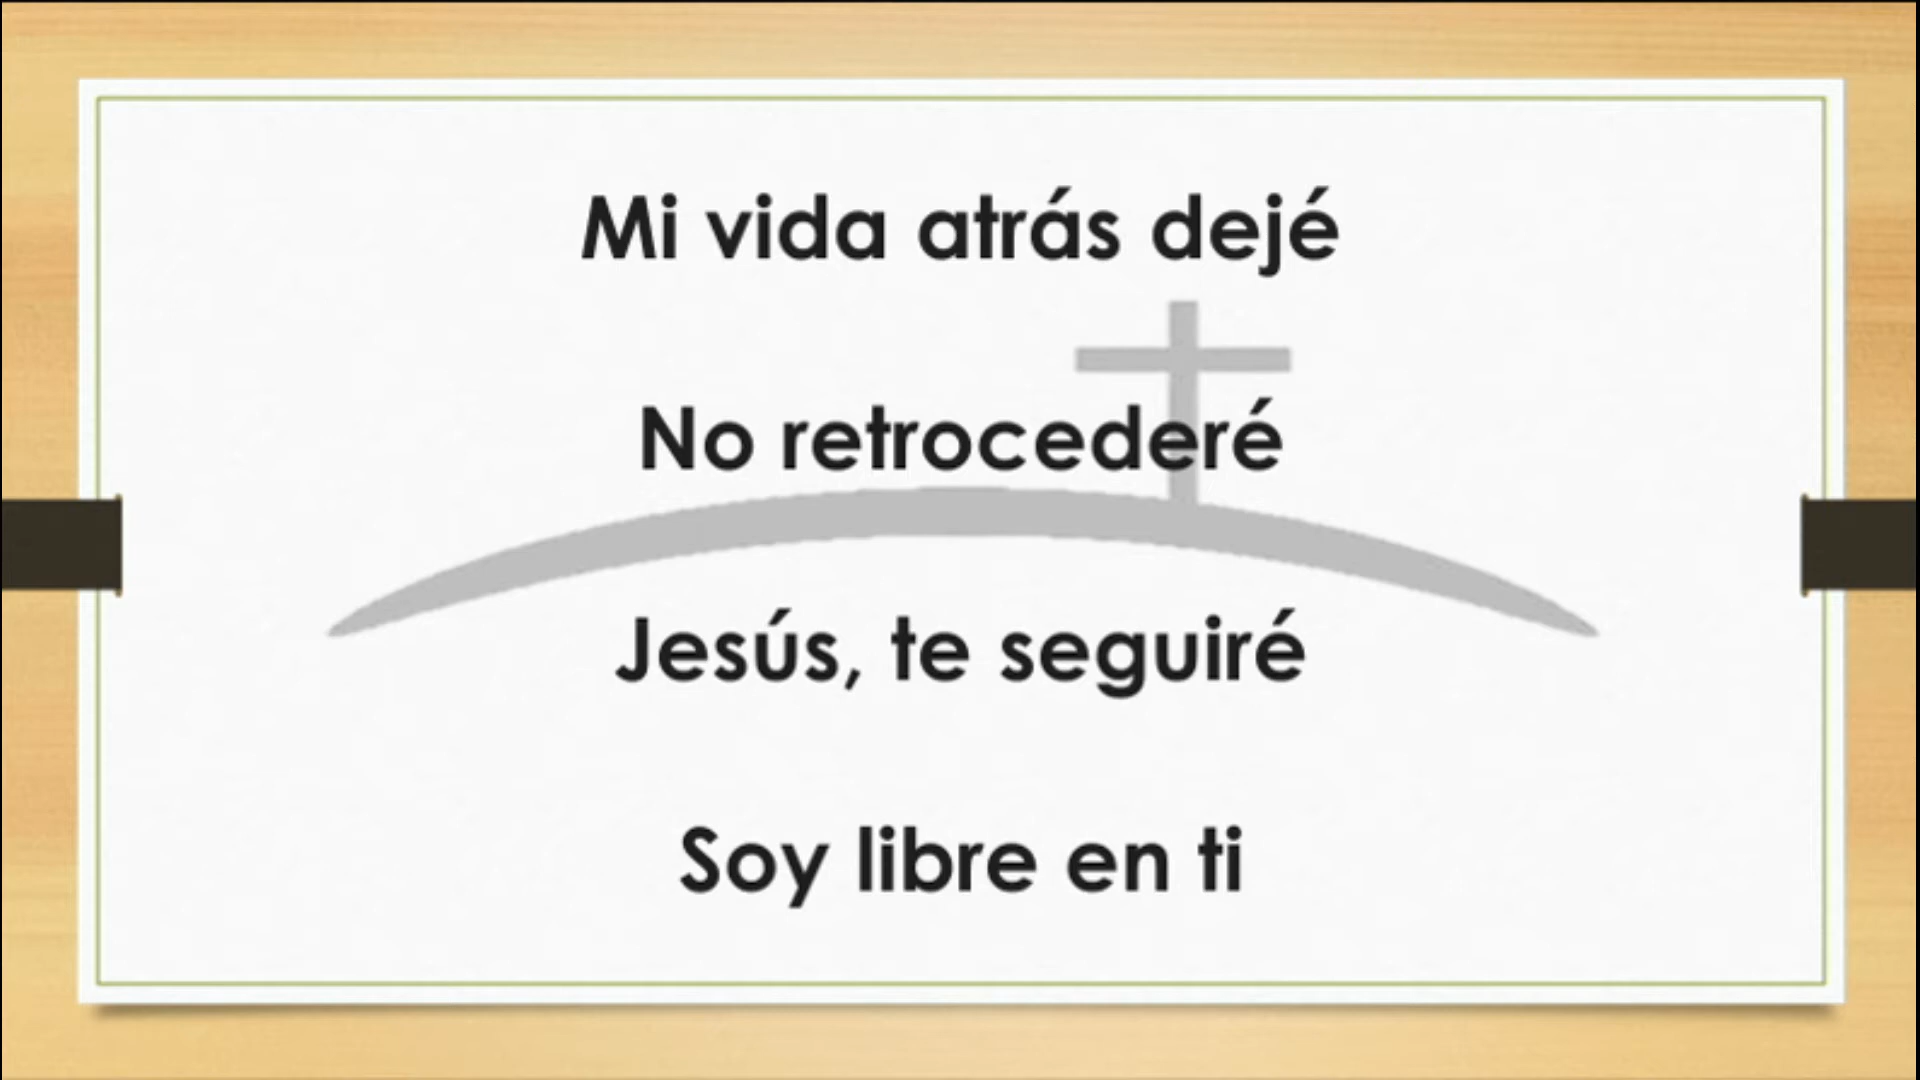 Mi vida atrás dejé
No retrocederé
Jesús, te seguiré
Soy libre en ti